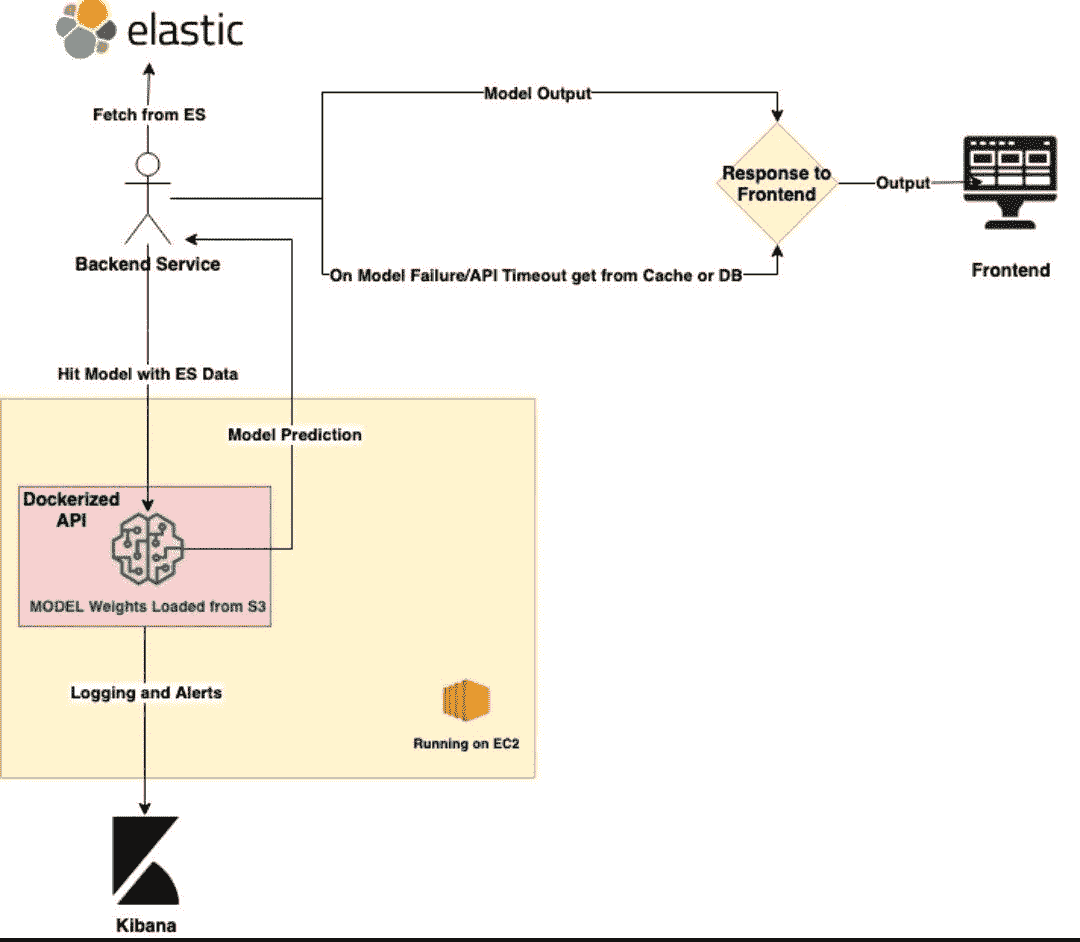 elastic
Fetch from ES
Model Output
Response to
Frontend
Output
Backend Service
On Model Failure/API Timeout get from Cache or DB
Frontend
Hit Model with ES Data
Model Prediction
Dockerized
API
MODEL Weights Loaded from S3
Logging and Alerts
Running on EC2
Kibana